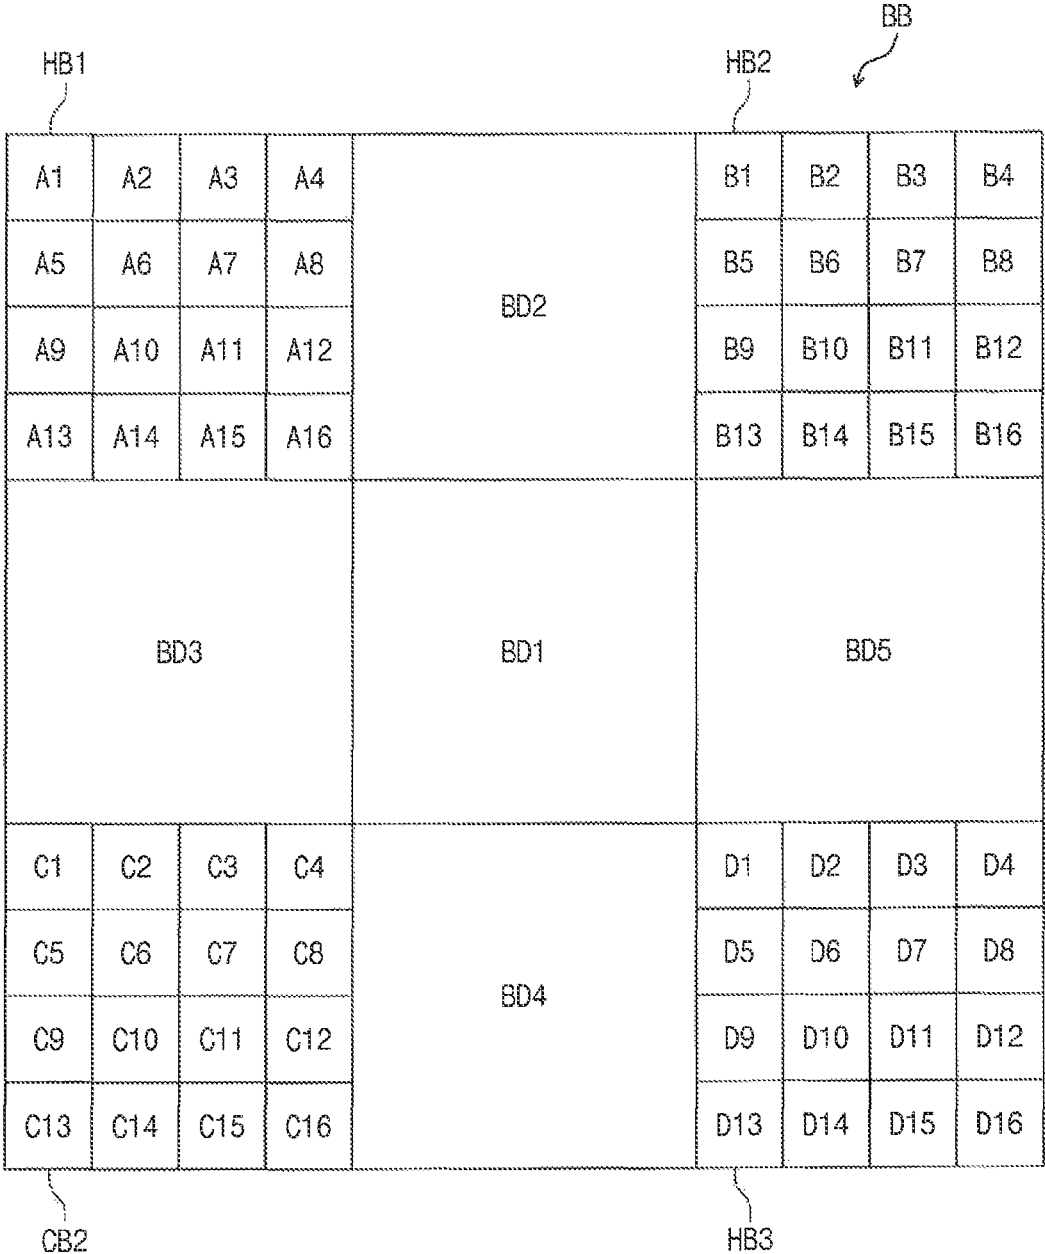 BB
HB1 HB2
A1 A2 A3 A4 B1 B2 B3 B4
A5 A6 A7 A8 B5 B6 B7 B8
BD2
A9 A10 A11 A12 B9 B10 B11 B12
A13 A14 A15 A16 B13 B14 B15 B16
BD3 BD1 BD5
C1 C2 C3 C4 D1 D2 D3 D4
C5 C6 C7 C8 D5 D6 D7 D8
BD4
C9 C10 C11 C12 D9 D10 D11 D12
C13 C14 C15 C16 D13 D14 D15 D16
CB2 HB3